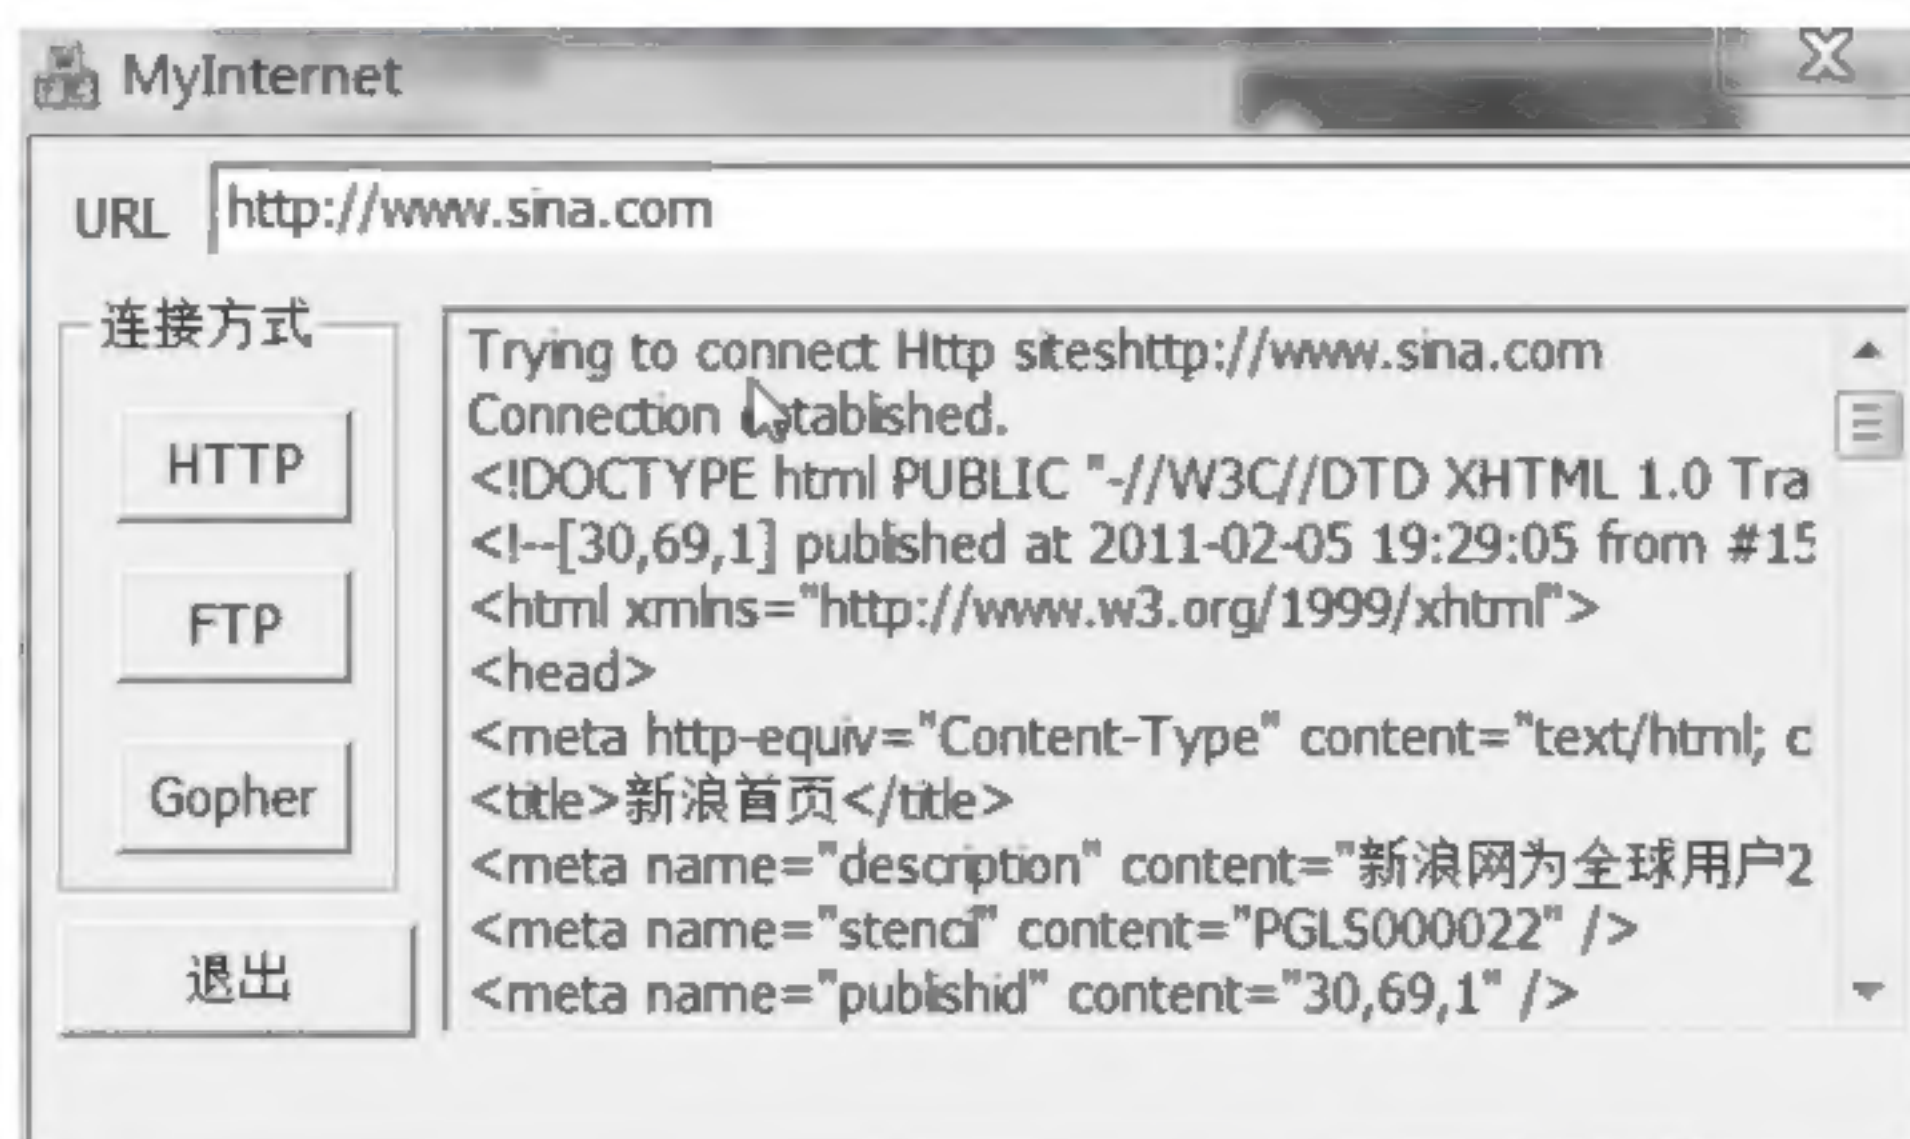 MyInternet
URL
http://www.sina.com
连接方式
HTTP
FTP
Gopher
退出
Trying to connect Http siteshttp://www.sina.com
Connection established.
<!DOCTYPE html PUBLIC "-//W3C//DTD XHTML 1.0 Tra
<!--[30,69,1] published at 2011-02-05 19:29:05 from #15
<html xmlns="http://www.w3.org/1999/xhtml">
<head>
<meta http-equiv="Content-Type" content="text/html; c
<title>新浪首页</title>
<meta name="description" content="新浪网为全球用户2
<meta name="stencil" content="PGLS000022" />
<meta name="publishid" content="30,69,1" />